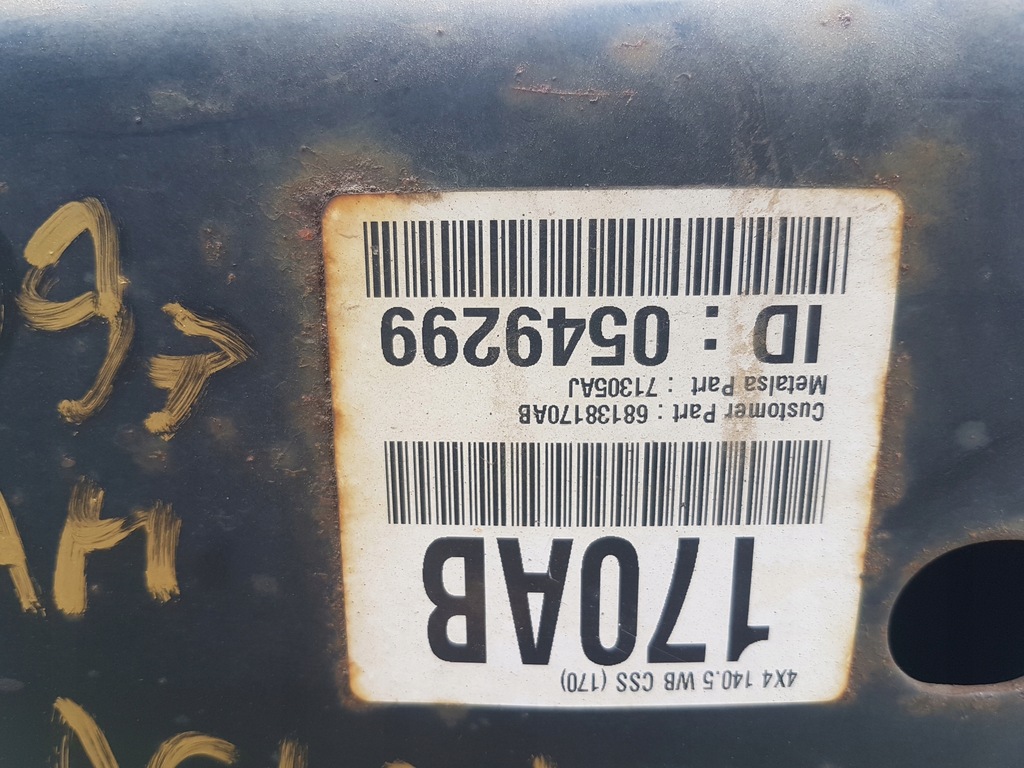 4X4 140.5 WB CSS (170)
170AB
Customer Part : 68138170AB
Metalsa Part : 71305AJ
ID : 0549299